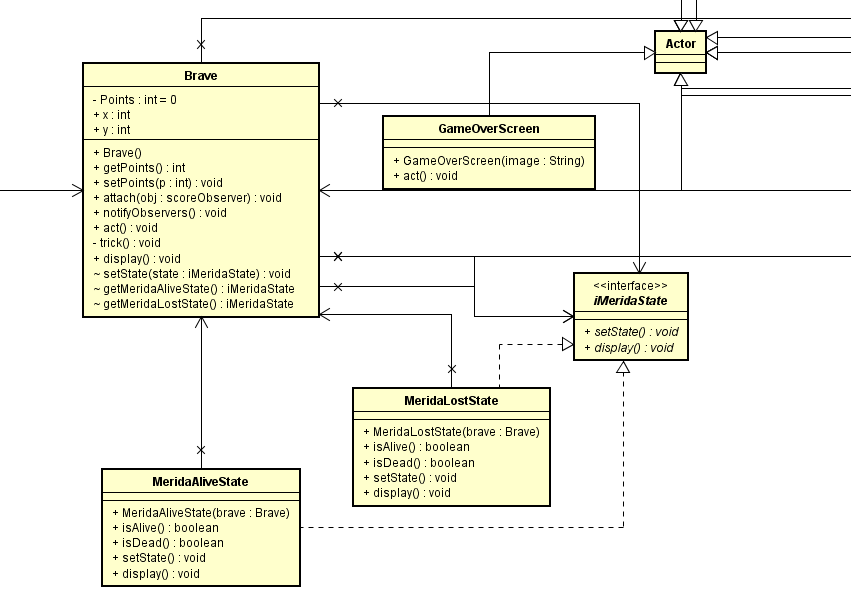 Actor
Brave
- Points : int = 0
+ x : int
+ y : int
+ Brave()
+ getPoints() : int
+ setPoints(p : int) : void
+ attach(obj : scoreObserver) : void
+ notifyObservers() : void
+ act() : void
- trick() : void
+ display() : void
~ setState(state : iMeridaState) : void
~ getMeridaAliveState() : iMeridaState
~ getMeridaLostState() : iMeridaState
GameOverScreen
+ GameOverScreen(image : String)
+ act() : void
<<interface>>
iMeridaState
+ setState() : void
+ display() : void
MeridaLostState
+ MeridaLostState(brave : Brave)
+ isAlive() : boolean
+ isDead() : boolean
+ setState() : void
+ display() : void
MeridaAliveState
+ MeridaAliveState(brave : Brave)
+ isAlive() : boolean
+ isDead() : boolean
+ setState() : void
+ display() : void